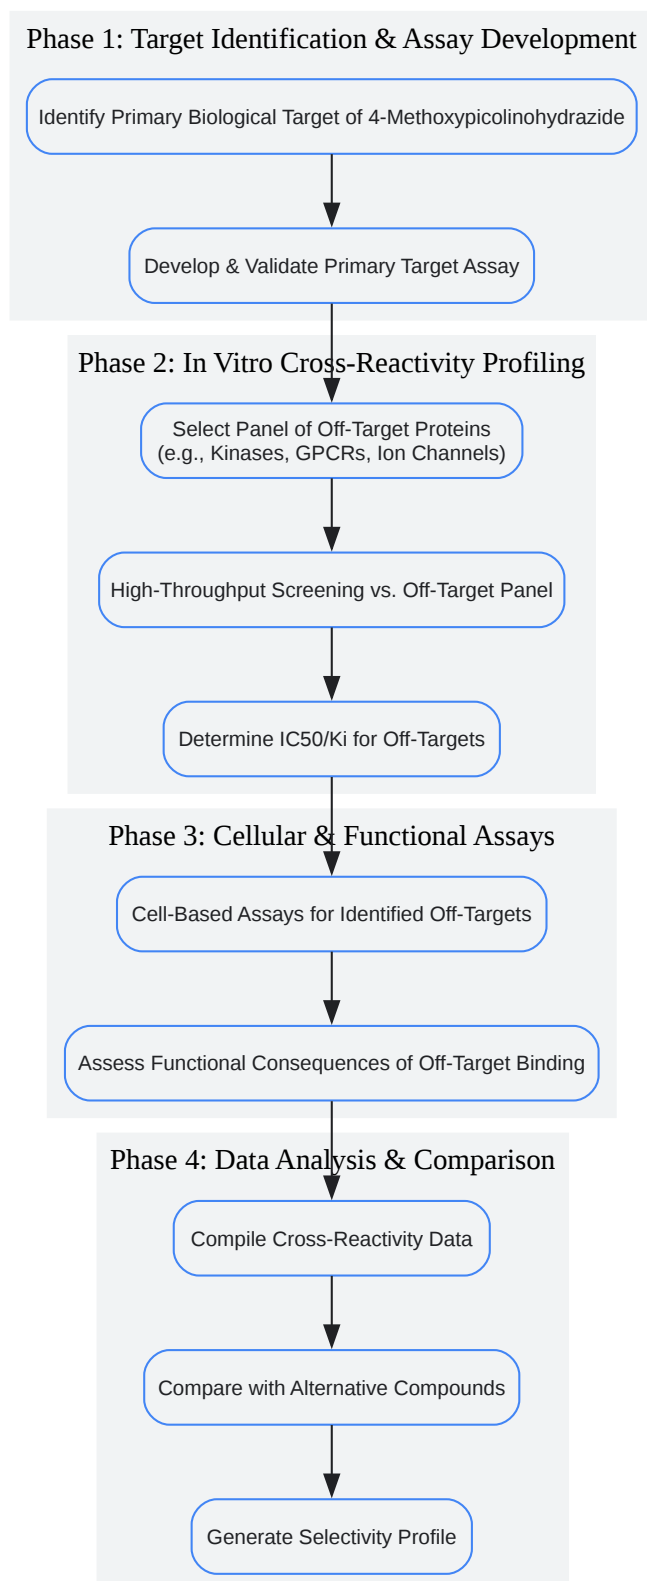 Phase 1: Target Identification & Assay Development
Identify Primary Biological Target of 4-Methoxypicolinohydrazide
Develop & Validate Primary Target Assay
Phase 2: In Vitro Cross-Reactivity Profiling
Select Panel of Off-Target Proteins
(e.g., Kinases, GPCRs, Ion Channels)
High-Throughput Screening vs. Off-Target Panel
Determine IC50/Ki for Off-Targets
Phase 3: Cellular & Functional Assays
Cell-Based Assays for Identified Off-Targets
Assess Functional Consequences of Off-Target Binding
Phase 4: Data Analysis & Comparison
Compile Cross-Reactivity Data
Compare with Alternative Compounds
Generate Selectivity Profile